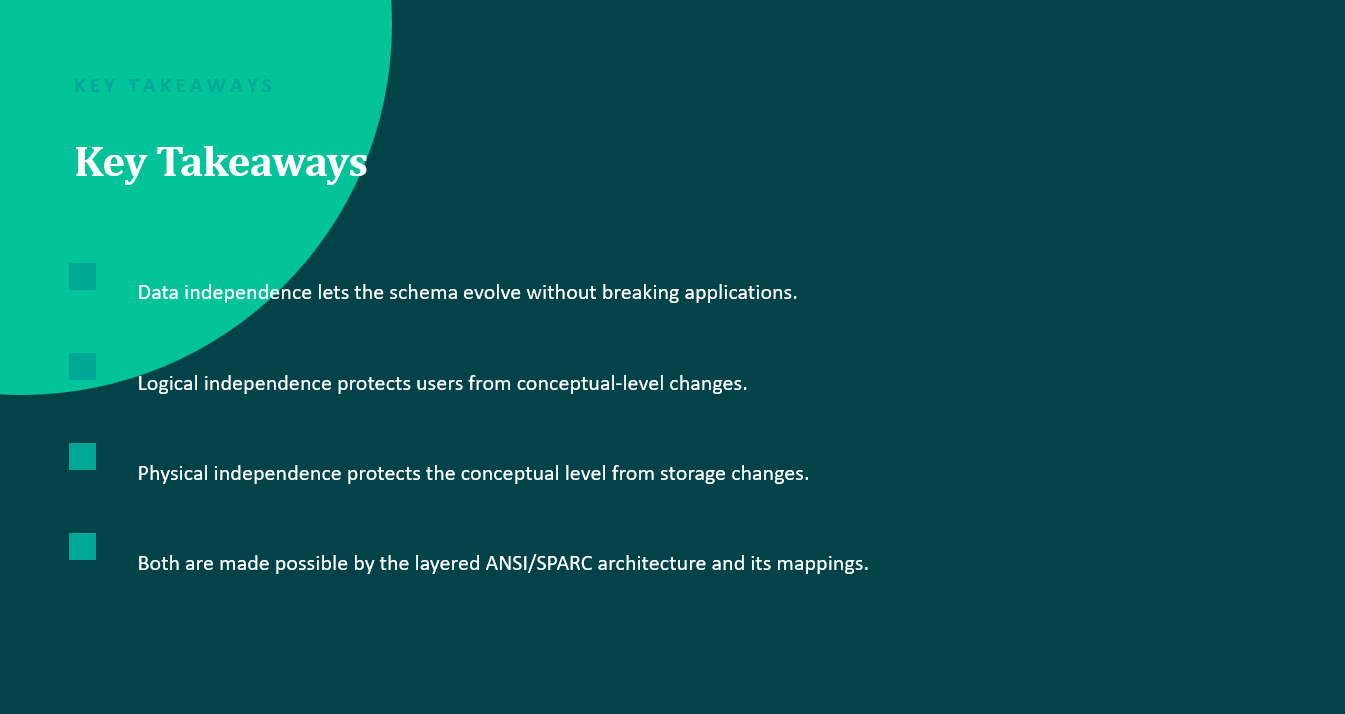 KEY TAKEAWAYS
Key Takeaways
Data independence lets the schema evolve without breaking applications.
Logical independence protects users from conceptual-level changes.
Physical independence protects the conceptual level from storage changes.
Both are made possible by the layered ANSI/SPARC architecture and its mappings.